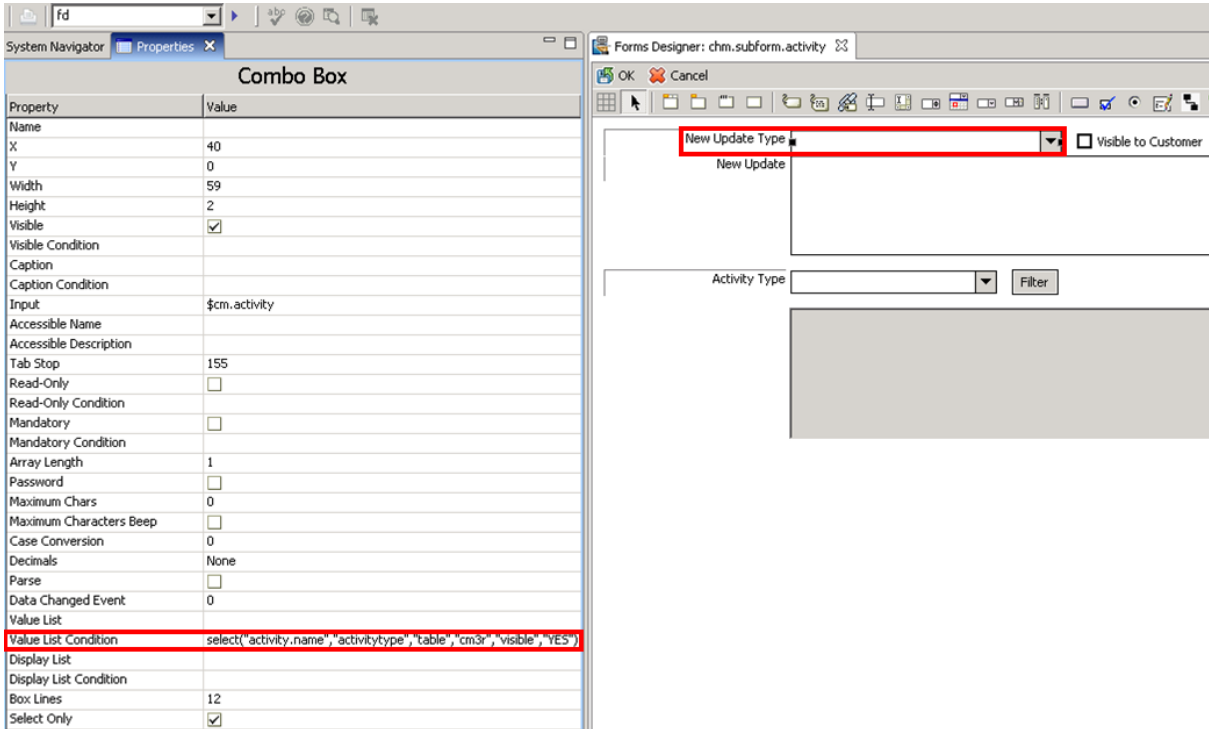 fd
abc
System Navigator Properties
Combo Box
Property Value
Name
X 40
Y 0
Width 59
Height 2
Visible
Visible Condition
Caption
Caption Condition
Input $cm.activity
Accessible Name
Accessible Description
Tab Stop 155
Read-Only
Read-Only Condition
Mandatory
Mandatory Condition
Array Length 1
Password
Maximum Chars 0
Maximum Characters Beep
Case Conversion 0
Decimals None
Parse
Data Changed Event 0
Value List
Value List Condition select("activity.name","activitytype","table","cm3r","visible","YES")
Display List
Display List Condition
Box Lines 12
Select Only
Forms Designer: chm.subform.activity
OK Cancel
New Update Type Visible to Customer
New Update
Activity Type Filter